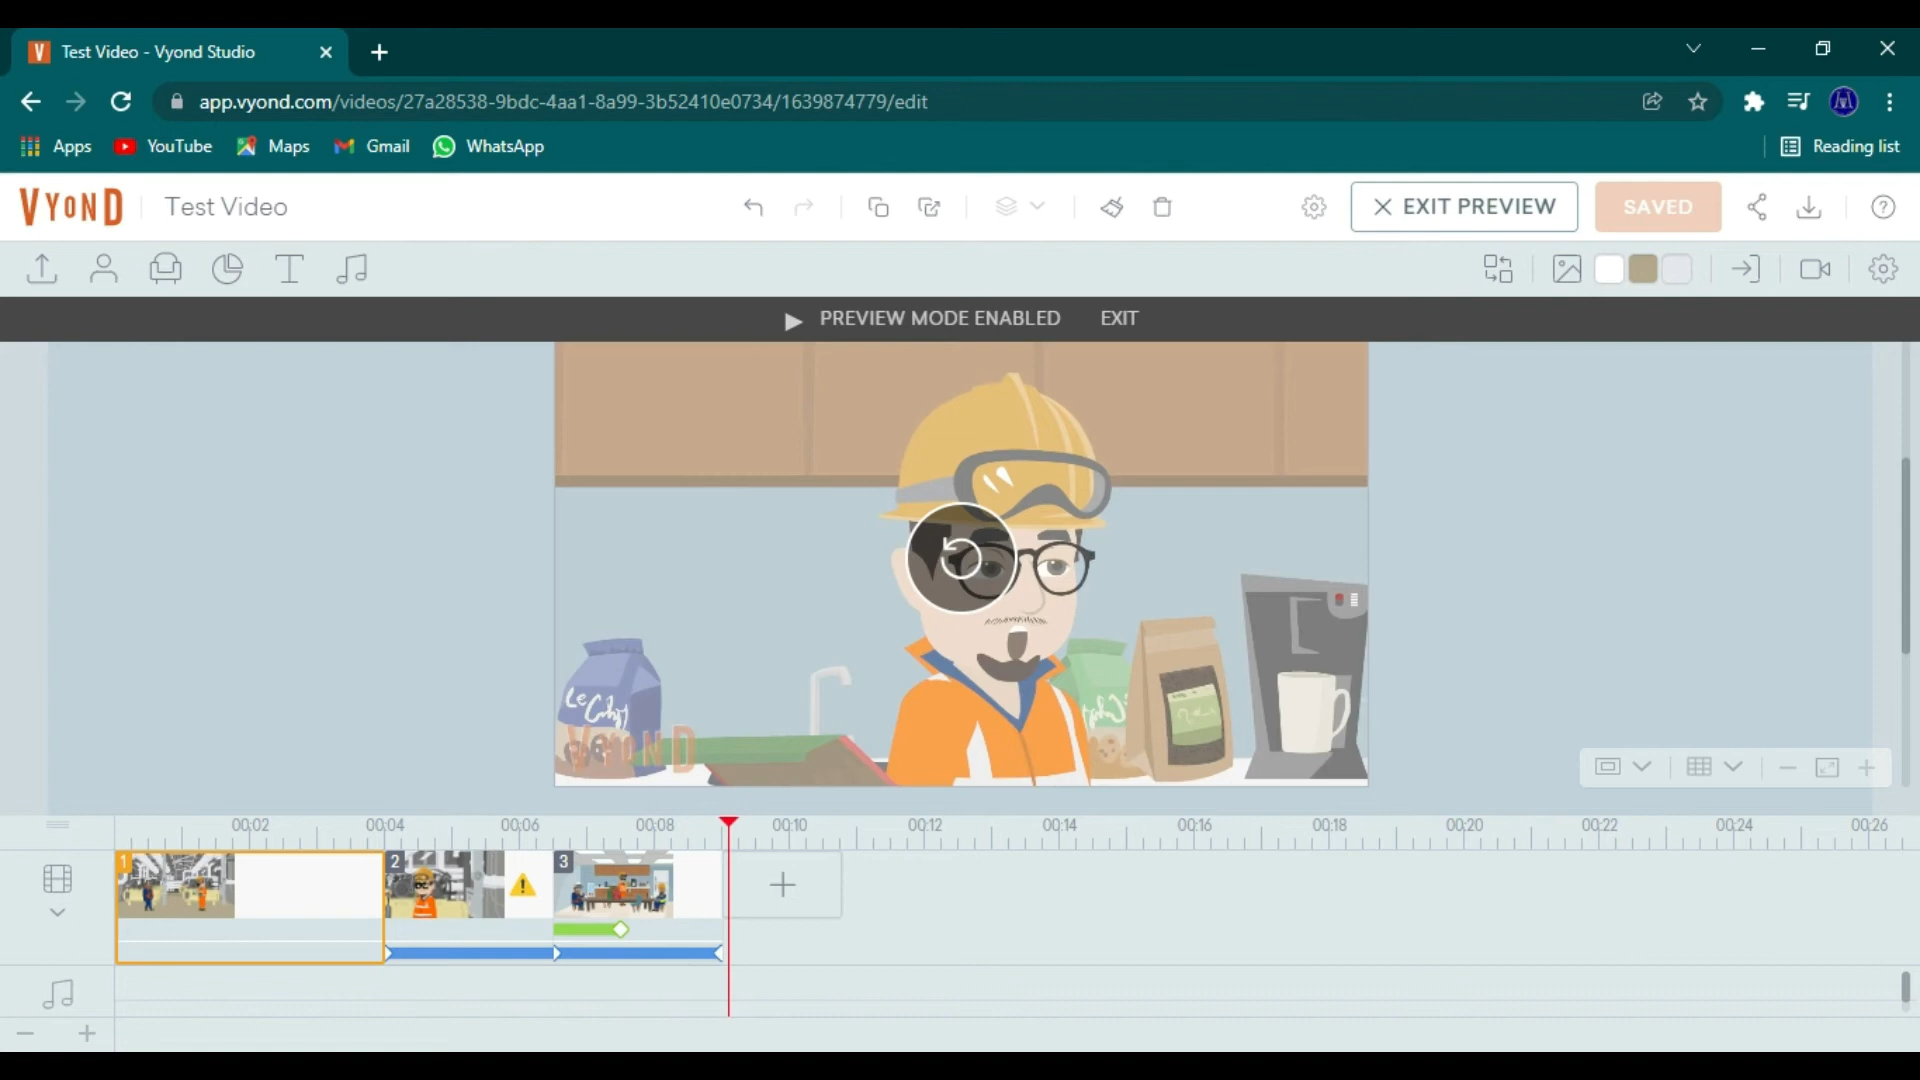 Test Video - Vyond Studio
app.vyond.com/videos/27a28538-9bdc-4aa1-8a99-3b52410e0734/1639874779/edit
Apps YouTube Maps Gmail WhatsApp Reading list
VYOND Test Video EXIT PREVIEW SAVED
PREVIEW MODE ENABLED EXIT
VYOND
00:02 00:04 00:06 00:08 00:10 00:12 00:14 00:16 00:18 00:20 00:22 00:24 00:26
1 2 3